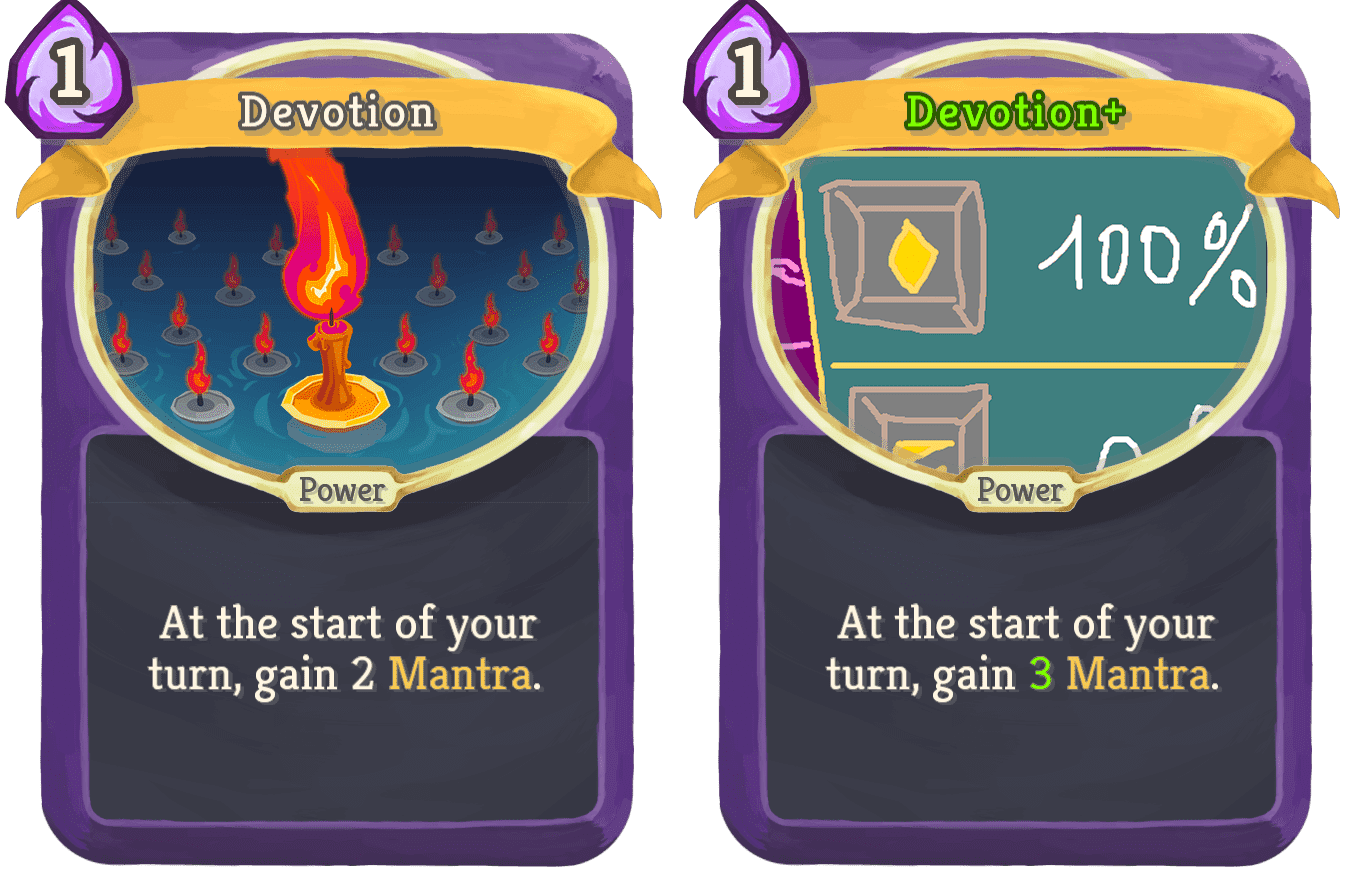 1
Devotion
Power
At the start of your
turn, gain 2 Mantra.
1
Devotion+
100%
Power
At the start of your
turn, gain 3 Mantra.